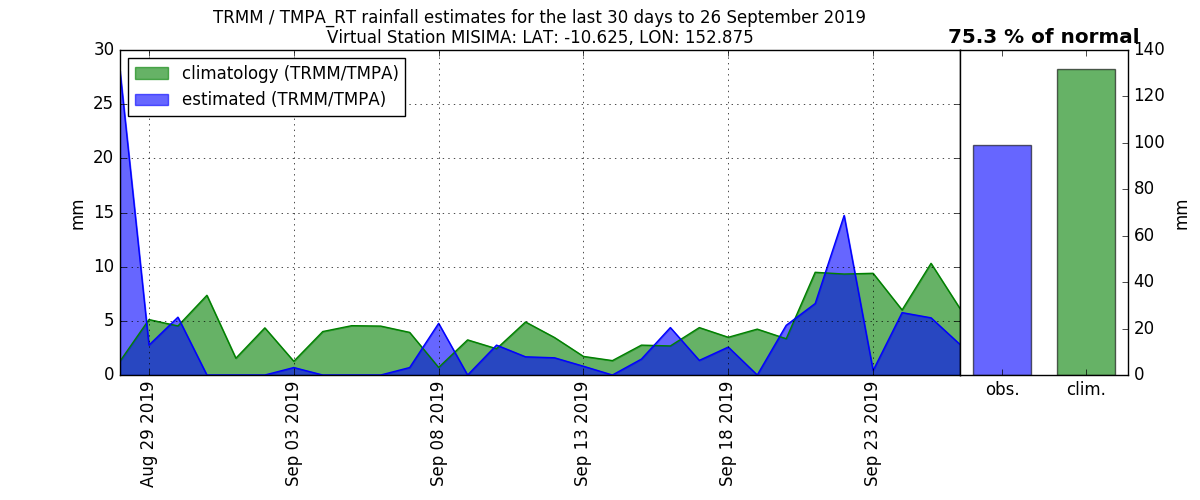 TRMM / TMPA_RT rainfall estimates for the last 30 days to 26 September 2019
Virtual Station MISIMA: LAT: -10.625, LON: 152.875
75.3 % of normal
climatology (TRMM/TMPA)
estimated (TRMM/TMPA)
30
25
20
15
10
5
0
mm
Aug 29 2019
Sep 03 2019
Sep 08 2019
Sep 13 2019
Sep 18 2019
Sep 23 2019
obs.
clim.
140
120
100
80
60
40
20
0
mm